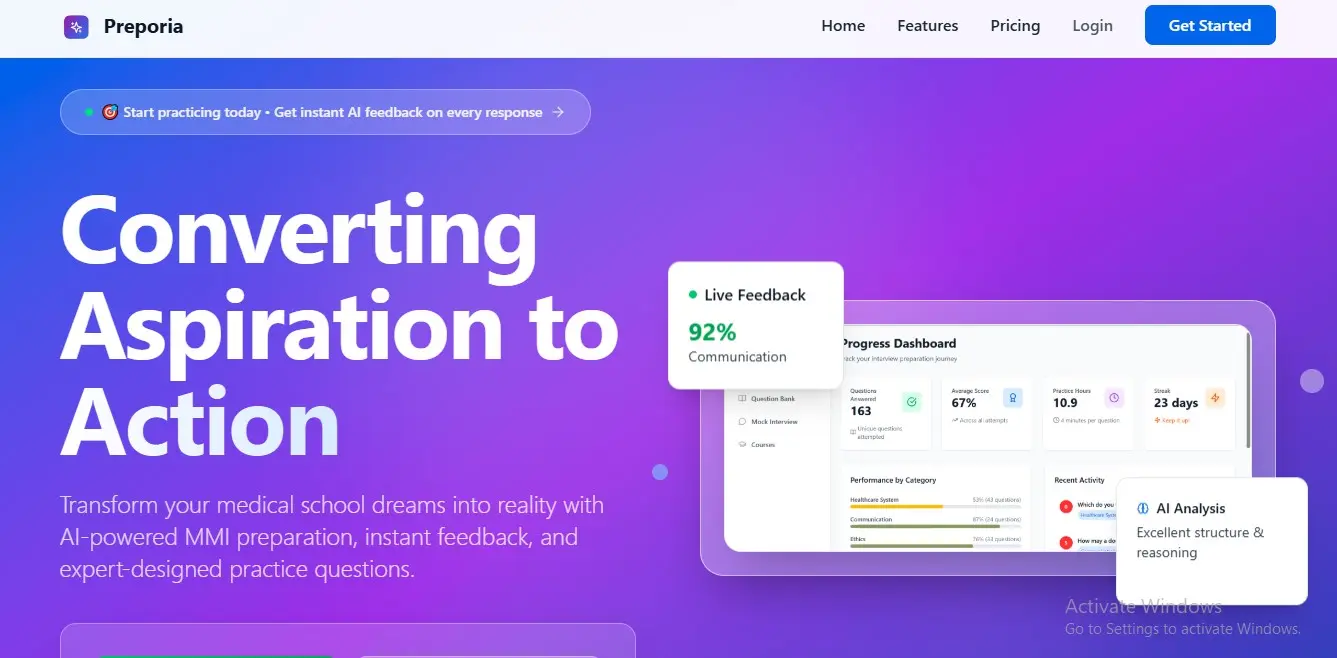 Preporia
Home
Features
Pricing
Login
Get Started
🎯 Start practicing today • Get instant AI feedback on every response →
Converting
Aspiration to
Action
Transform your medical school dreams into reality with
AI-powered MMI preparation, instant feedback, and
expert-designed practice questions.
Live Feedback
92%
Communication
Progress Dashboard
your interview preparation journey
Question Bank
Mock Interview
Courses
Questions
Answered
163
Unique questions
attempted
Average Score
67%
Across all attempts
Practice Hours
10.9
4 minutes per question
Streak
23 days
Keep it up!
Performance by Category
Healthcare System
53% (43 questions)
Communication
87% (24 questions)
Ethics
76% (33 questions)
Recent Activity
Which do you
Healthcare
How may a
AI Analysis
Excellent structure &
reasoning
Activate Windows
Go to Settings to activate Windows.